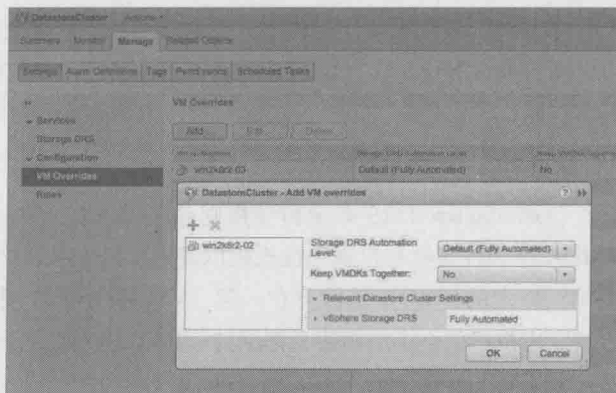 DatastoreCluster Actions
Summary Monitor Manage Related Objects
Settings Alarm Definitions Tags Permissions Scheduled Tasks
Services
Storage DRS
Configuration
VM Overrides
Rules
VM Overrides
Add... Edit... Delete
win2k8r2-03 Default (Fully Automated) No
DatastoreCluster - Add VM overrides
win2k8r2-02
Storage DRS Automation
Level:
Default (Fully Automated)
Keep VMDKs Together: No
Relevant Datastore Cluster Settings
vSphere Storage DRS Fully Automated
OK Cancel